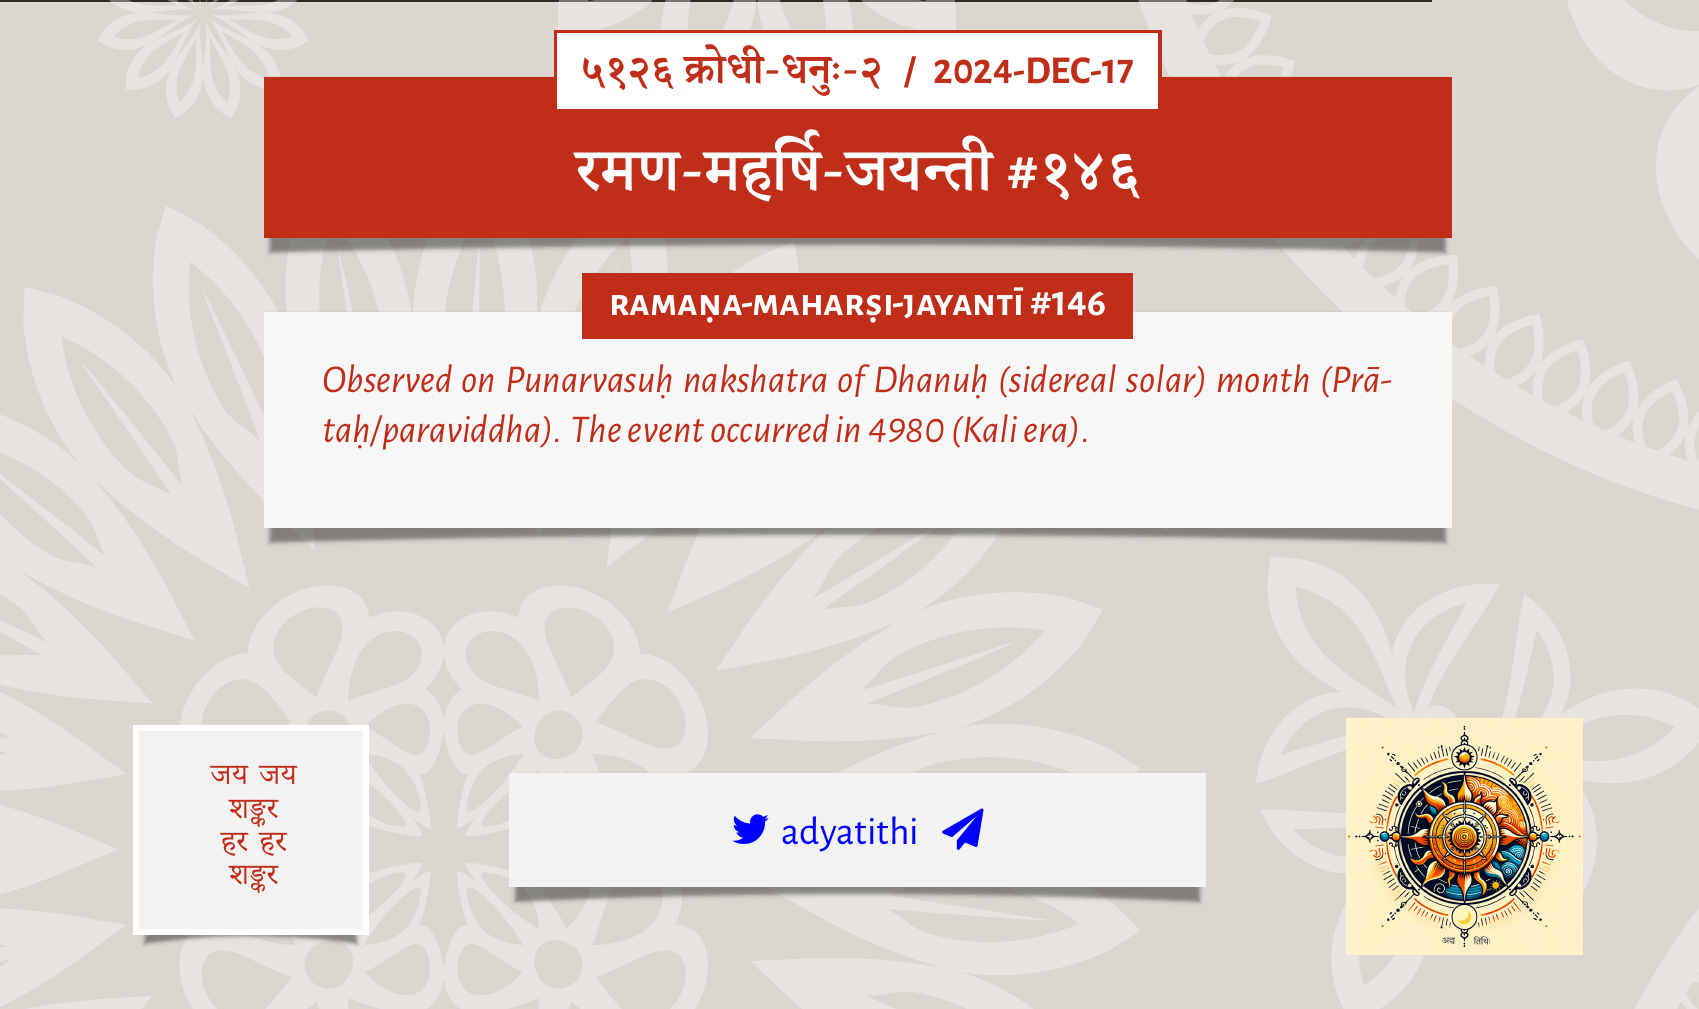 ५१२६ क्रोधी-धनुः-२ / 2024-DEC-17
रमण-महर्षि-जयन्ती #१४६
RAMAṆA-MAHARṢI-JAYANTĪ #146
Observed on Punarvasuḥ nakshatra of Dhanuḥ (sidereal solar) month (Prā-
taḥ/paraviddha). The event occurred in 4980 (Kali era).
जय जय
शङ्कर
हर हर
शङ्कर
adyatithi
अद्य तिथिः